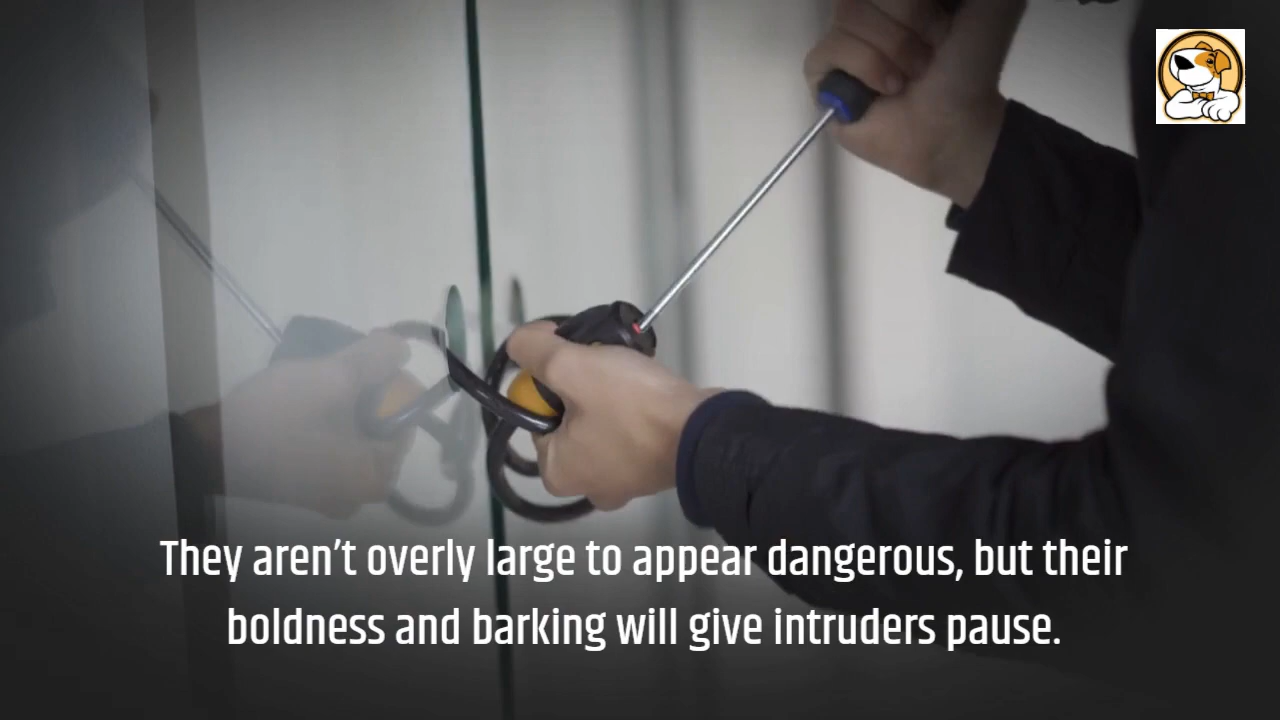 They aren’t overly large to appear dangerous, but their
boldness and barking will give intruders pause.